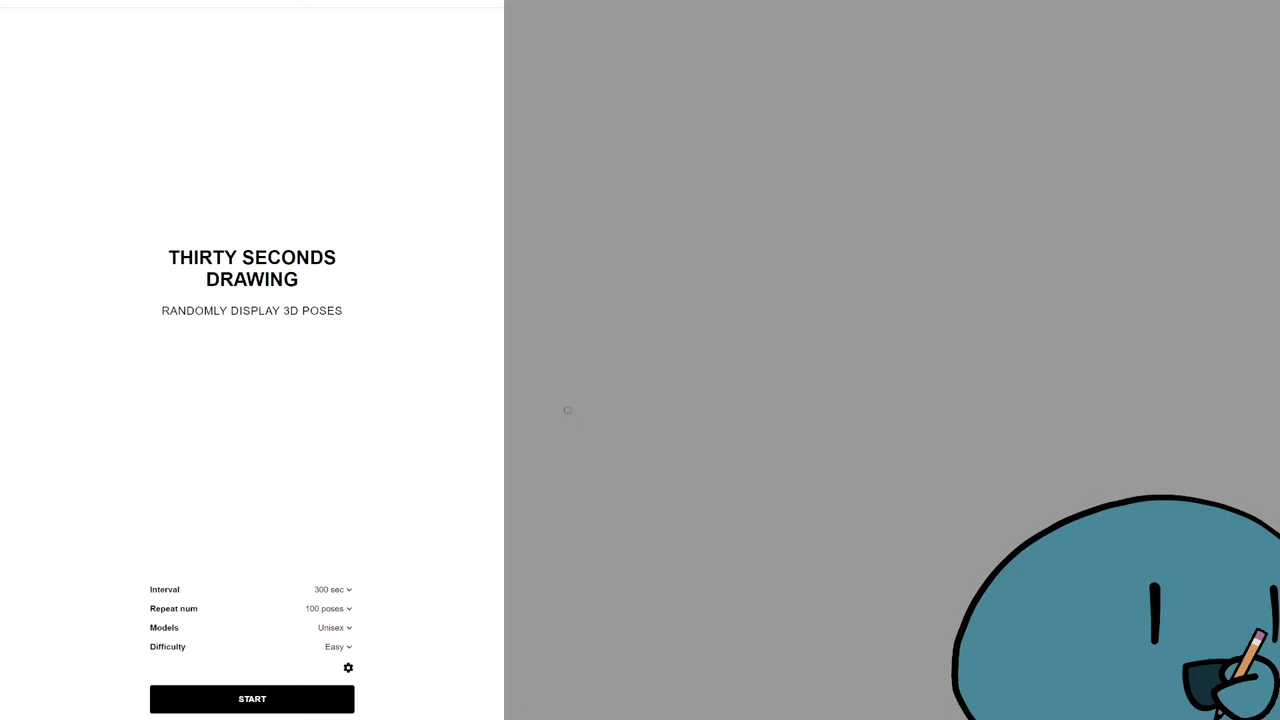 THIRTY SECONDS
DRAWING
RANDOMLY DISPLAY 3D POSES
Interval 300 sec
Repeat num 100 poses
Models Unisex
Difficulty Easy
START